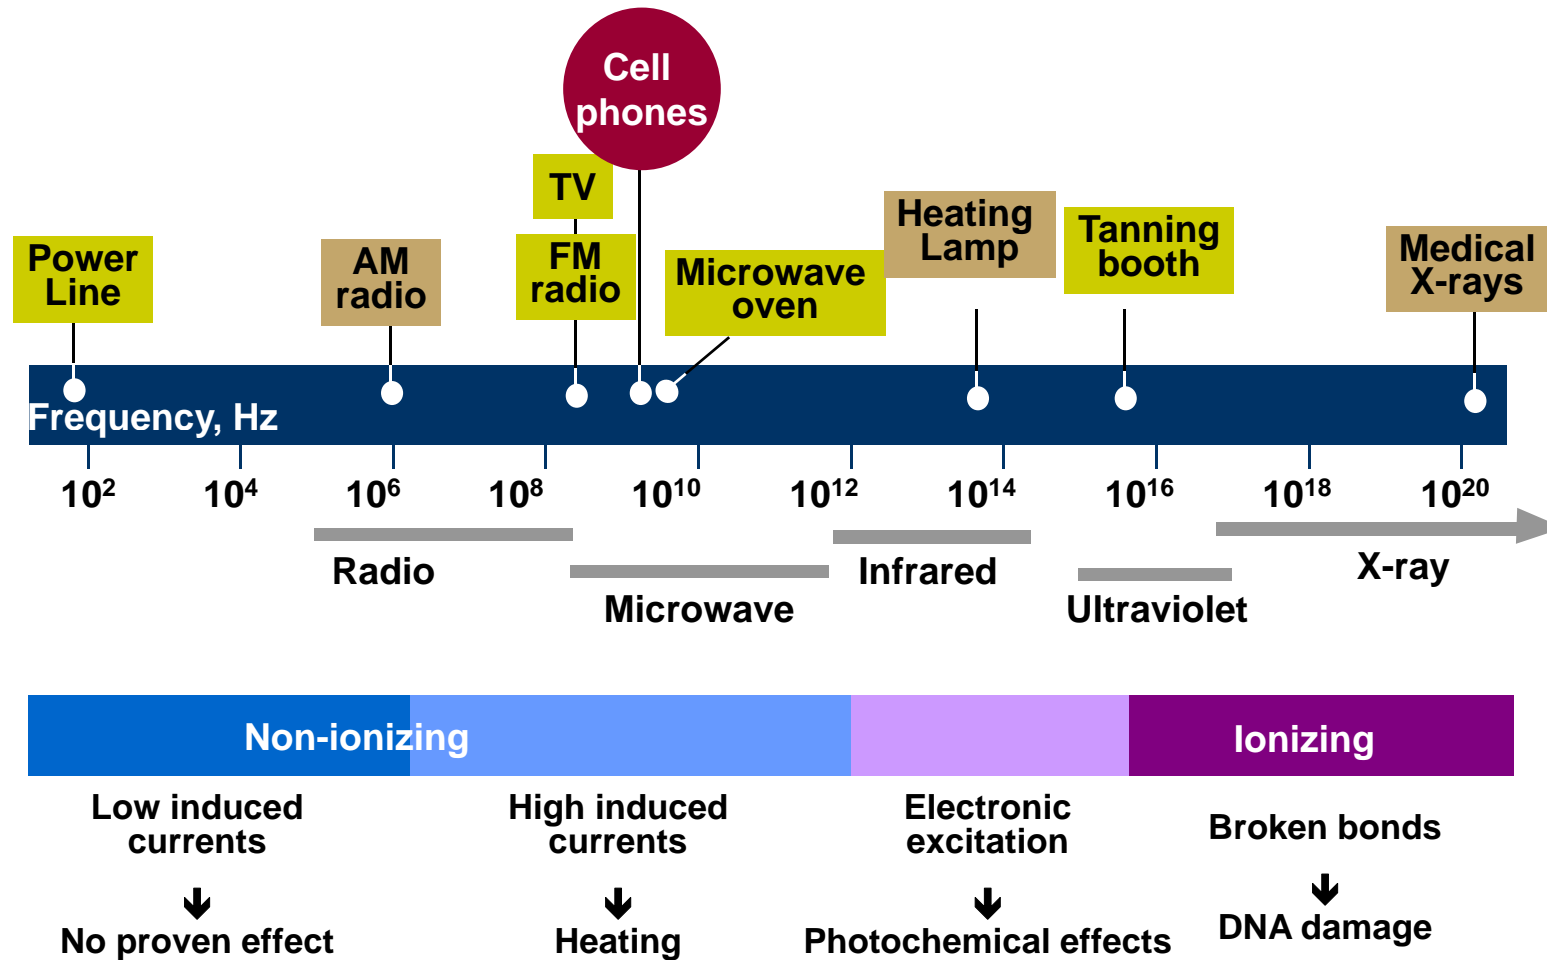 Cell
phones
TV
Power
Line
AM
radio
FM
radio
Microwave
oven
Heating
Lamp
Tanning
booth
Medical
X-rays
Frequency, Hz
10² 10⁴ 10⁶ 10⁸ 10¹⁰ 10¹² 10¹⁴ 10¹⁶ 10¹⁸ 10²⁰
Radio
Microwave
Infrared
Ultraviolet
X-ray
Non-ionizing
Ionizing
Low induced
currents
High induced
currents
Electronic
excitation
Broken bonds
No proven effect
Heating
Photochemical effects
DNA damage